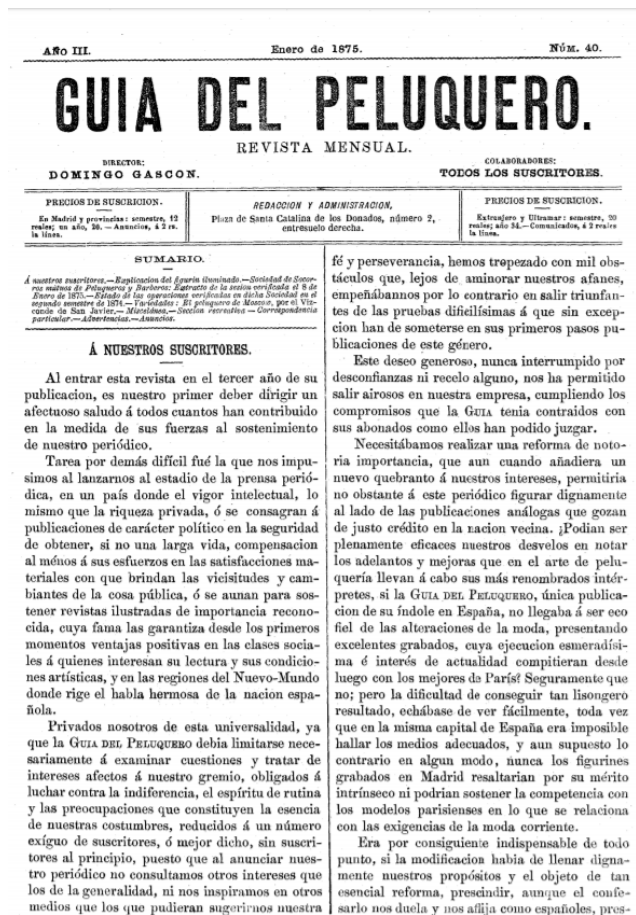 AÑO III.
Enero de 1875.
NÚM. 40.
GUIA DEL PELUQUERO.
REVISTA MENSUAL.
DIRECTOR:
DOMINGO GASCON.
COLABORADORES:
TODOS LOS SUSCRITORES.
PRECIOS DE SUSCRICION.
En Madrid y provincias: semestre, 12
reales; un año, 26.—Anuncios, á 2 rs.
la línea.
REDACCION Y ADMINISTRACION,
Plaza de Santa Catalina de los Donados, número 2,
entresuelo derecha.
PRECIOS DE SUSCRICION.
Extranjero y Ultramar: semestre, 20
reales; año 34.—Comunicados, á 2 reales
la línea.
SUMARIO.
Á nuestros suscritores.—Explicacion del figurin iluminado.—Sociedad de Socor-
ros mútuos de Peluqueros y Barberos: Extracto de la sesion verificada el 8 de
Enero de 1875.—Estado de las operaciones verificadas en dicha Sociedad en el
segundo semestre de 1874.—Variedades: El peluquero de Moscovia, por el Viz-
conde de San Javier.—Miscelánea.—Seccion recreativa—Correspondencia
particular.—Advertencias.—Anuncios.
Á NUESTROS SUSCRITORES.
Al entrar esta revista en el tercer año de su
publicacion, es nuestro primer deber dirigir un
afectuoso saludo á todos cuantos han contribuido
en la medida de sus fuerzas al sostenimiento
de nuestro periódico.
Tarea por demás difícil fué la que nos impu-
simos al lanzarnos al estadio de la prensa perió-
dica, en un país donde el vigor intelectual, lo
mismo que la riqueza privada, ó se consagran á
publicaciones de carácter político en la seguridad
de obtener, si no una larga vida, compensacion
al ménos á sus esfuerzos en las satisfacciones ma-
teriales con que brindan las vicisitudes y cam-
biantes de la cosa pública, ó se aunan para sos-
tener revistas ilustradas de importancia recono-
cida, cuya fama las garantiza desde los primeros
momentos ventajas positivas en las clases socia-
les á quienes interesan su lectura y sus condicio-
nes artísticas, y en las regiones del Nuevo-Mundo
donde rige el habla hermosa de la nacion espa-
ñola.
Privados nosotros de esta universalidad, ya
que la GUIA DEL PELUQUERO debia limitarse nece-
sariamente á examinar cuestiones y tratar de
intereses afectos á nuestro gremio, obligados á
luchar contra la indiferencia, el espíritu de rutina
y las preocupaciones que constituyen la esencia
de nuestras costumbres, reducidos á un número
exíguo de suscritores, ó mejor dicho, sin suscri-
tores al principio, puesto que al anunciar nues-
tro periódico no consultamos otros intereses que
los de la generalidad, ni nos inspiramos en otros
medios que los que pudieran sugerirnos nuestra
fé y perseverancia, hemos tropezado con mil obs-
táculos que, lejos de aminorar nuestros afanes,
empeñábannos por lo contrario en salir triunfan-
tes de las pruebas dificilísimas á que sin excep-
cion han de someterse en sus primeros pasos pu-
blicaciones de este género.
Este deseo generoso, nunca interrumpido por
desconfianzas ni recelo alguno, nos ha permitido
salir airosos en nuestra empresa, cumpliendo los
compromisos que la GUIA tenia contraidos con
sus abonados como ellos han podido juzgar.
Necesitábamos realizar una reforma de noto-
ria importancia, que aun cuando añadiera un
nuevo quebranto á nuestros intereses, permitiria
no obstante á este periódico figurar dignamente
al lado de las publicaciones análogas que gozan
de justo crédito en la nacion vecina. ¿Podian ser
plenamente eficaces nuestros desvelos en notar
los adelantos y mejoras que en el arte de pelu-
quería llevan á cabo sus más renombrados intér-
pretes, si la GUIA DEL PELUQUERO, única publica-
cion de su índole en España, no llegaba á ser eco
fiel de las alteraciones de la moda, presentando
excelentes grabados, cuya ejecucion esmeradísi-
ma é interés de actualidad compitieran desde
luego con los mejores de París? Seguramente que
no; pero la dificultad de conseguir tan lisongero
resultado, echábase de ver fácilmente, toda vez
que en la misma capital de España era imposible
hallar los medios adecuados, y aun supuesto lo
contrario en algun modo, nunca los figurines
grabados en Madrid resaltarian por su mérito
intrínseco ni podrian sostener la competencia con
los modelos parisienses en lo que se relaciona
con las exigencias de la moda corriente.
Era por consiguiente indispensable de todo
punto, si la modificacion habia de llenar digna-
mente nuestros propósitos y el objeto de tan
esencial reforma, prescindir, aunque el confe-
sarlo nos duela y nos aflija como españoles, pres-